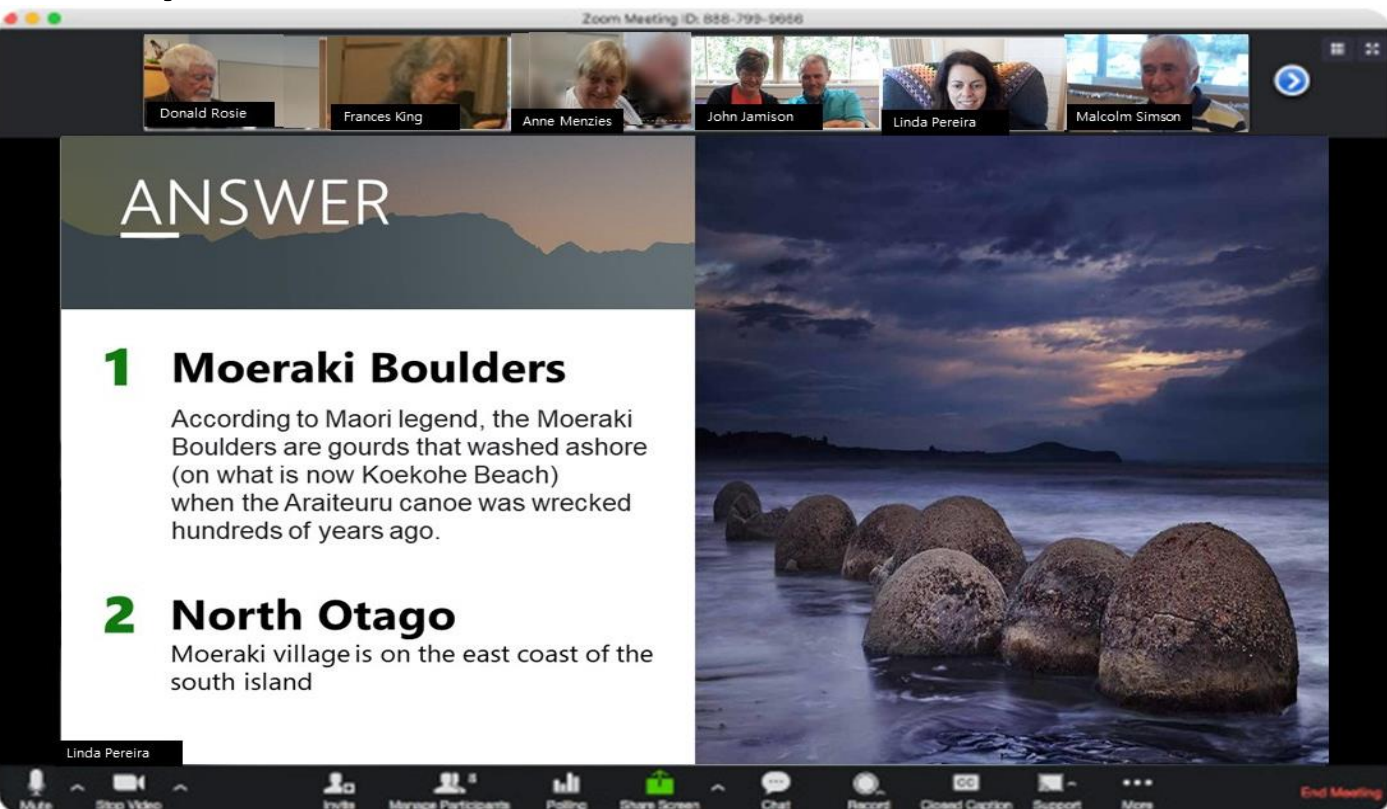 Zoom Meeting ID: 888-799-9666
Donald Rosie
Frances King
Anne Menzies
John Jamison
Linda Pereira
Malcolm Simson
ANSWER
1 Moeraki Boulders
According to Maori legend, the Moeraki
Boulders are gourds that washed ashore
(on what is now Koekohe Beach)
when the Araiteuru canoe was wrecked
hundreds of years ago.
2 North Otago
Moeraki village is on the east coast of the
south island
Linda Pereira
Mute
Stop Video
Invite
Manage Participants
Polling
Share Screen
Chat
Record
CC
Closed Caption
Support
More
End Meeting